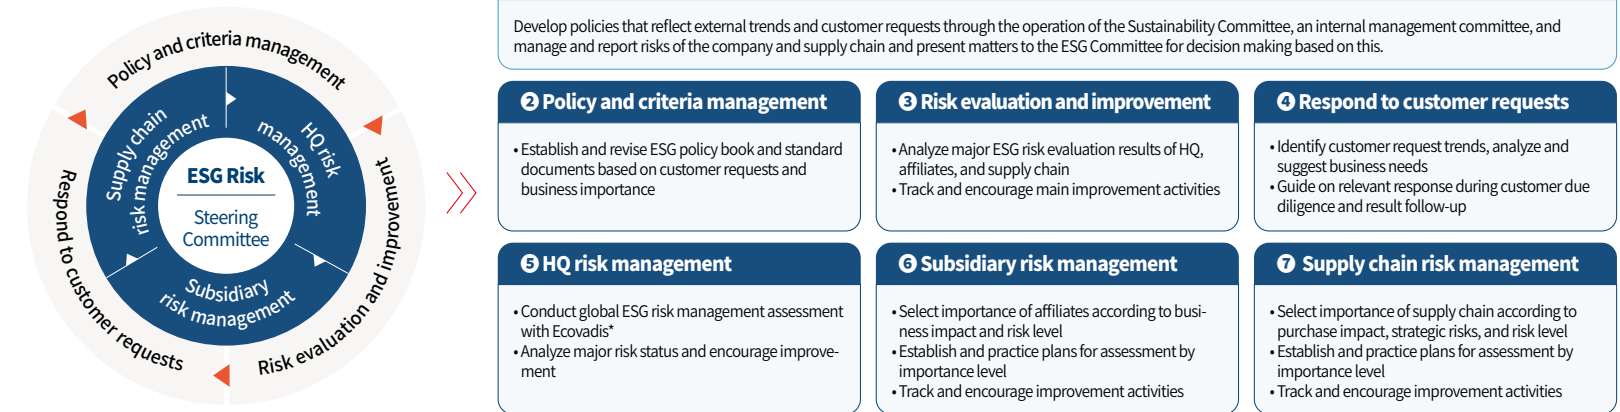 Policy and criteria management
Supply chain
risk management
HQ risk
management
Subsidiary
risk management
ESG Risk
Steering
Committee
Respond to customer requests
Risk evaluation and improvement
Develop policies that reflect external trends and customer requests through the operation of the Sustainability Committee, an internal management committee, and
manage and report risks of the company and supply chain and present matters to the ESG Committee for decision making based on this.
❷ Policy and criteria management
• Establish and revise ESG policy book and standard
documents based on customer requests and
business importance
❸ Risk evaluation and improvement
• Analyze major ESG risk evaluation results of HQ,
affiliates, and supply chain
• Track and encourage main improvement activities
❹ Respond to customer requests
• Identify customer request trends, analyze and
suggest business needs
• Guide on relevant response during customer due
diligence and result follow-up
❺ HQ risk management
• Conduct global ESG risk management assessment
with Ecovadis*
• Analyze major risk status and encourage improve-
ment
❻ Subsidiary risk management
• Select importance of affiliates according to busi-
ness impact and risk level
• Establish and practice plans for assessment by
importance level
• Track and encourage improvement activities
❼ Supply chain risk management
• Select importance of supply chain according to
purchase impact, strategic risks, and risk level
• Establish and practice plans for assessment by
importance level
• Track and encourage improvement activities